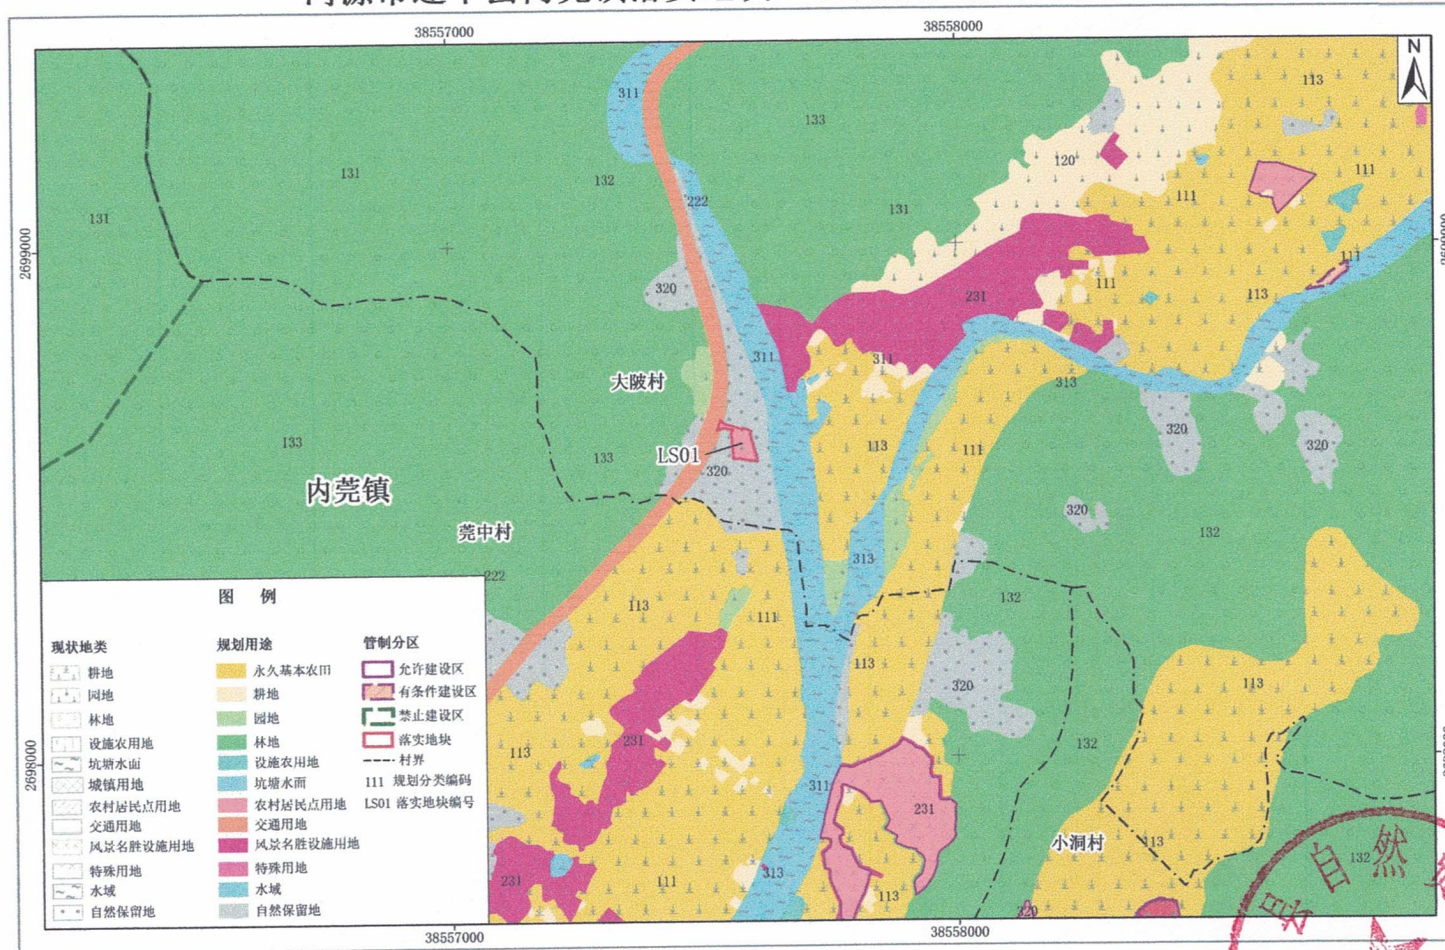 38557000
38558000
N
311
133
113
131
132
120
111
131
222
131
111
2699000
111
320
111
113
231
311
311
大陂村
313
133
113
111
320
320
133
LS01
320
内莞镇
320
莞中村
132
313
222
132
113
111
113
113
320
231
132
113
2698000
311
231
小洞村
113
132
231
111
313
113
320
图 例
现状地类
耕地
园地
林地
设施农用地
坑塘水面
城镇用地
农村居民点用地
交通用地
风景名胜设施用地
特殊用地
水域
自然保留地
规划用途
永久基本农田
耕地
园地
林地
设施农用地
坑塘水面
农村居民点用地
交通用地
风景名胜设施用地
特殊用地
水域
自然保留地
管制分区
允许建设区
有条件建设区
禁止建设区
落实地块
村界
111 规划分类编码
LS01 落实地块编号
38557000
38558000
自然